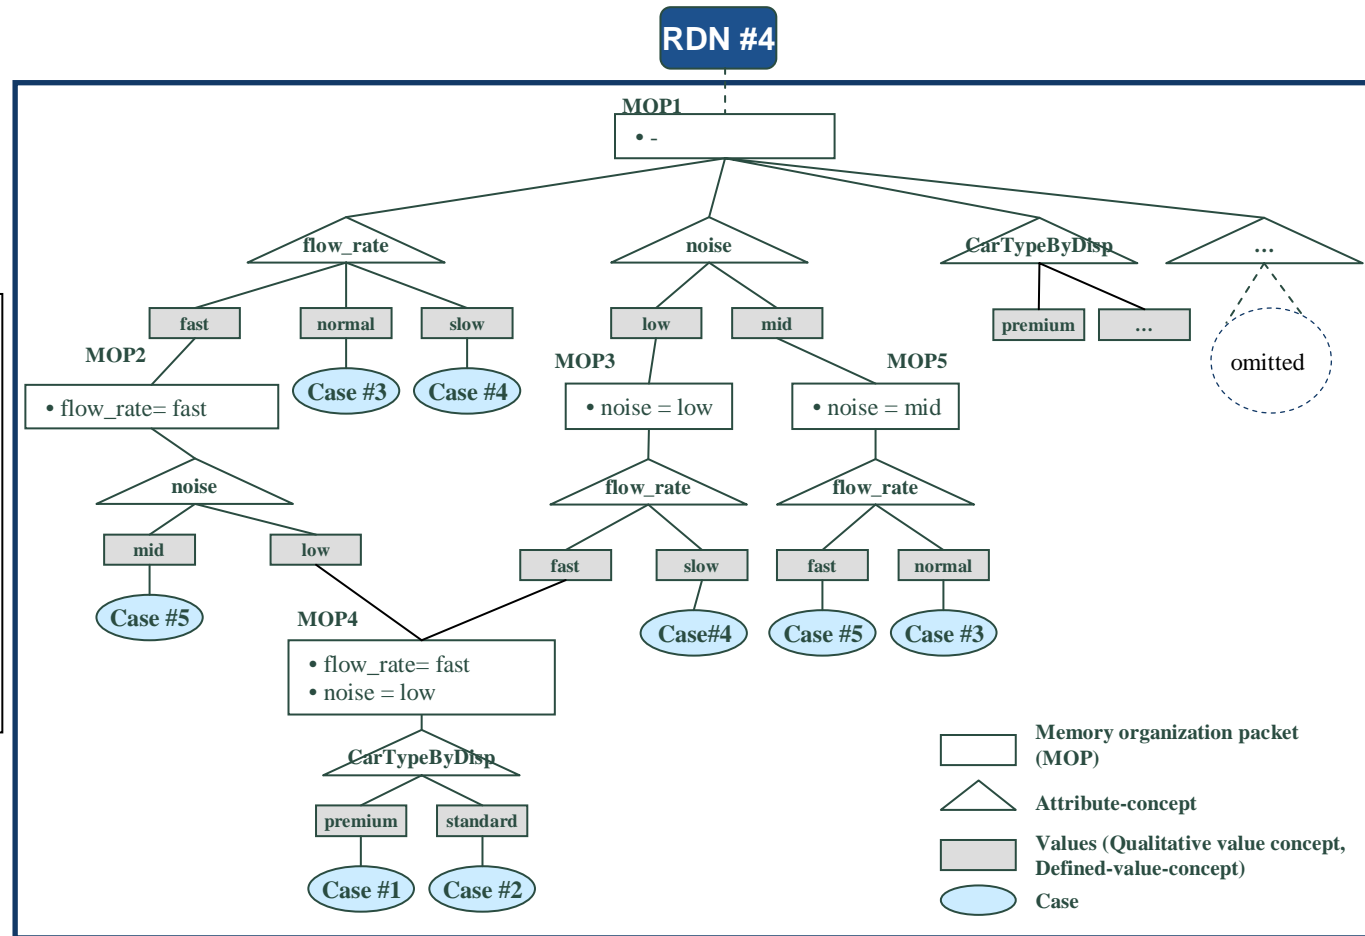 RDN #4
MOP1
• -
flow_rate
noise
CarTypeByDisp
...
fast
normal
slow
low
mid
premium
...
MOP2
Case #3
Case #4
MOP3
MOP5
omitted
• flow_rate= fast
• noise = low
• noise = mid
noise
flow_rate
flow_rate
mid
low
fast
slow
fast
normal
Case #5
MOP4
Case#4
Case #5
Case #3
• flow_rate= fast
• noise = low
CarTypeByDisp
premium
standard
Case #1
Case #2
Memory organization packet
(MOP)
Attribute-concept
Values (Qualitative value concept,
Defined-value-concept)
Case